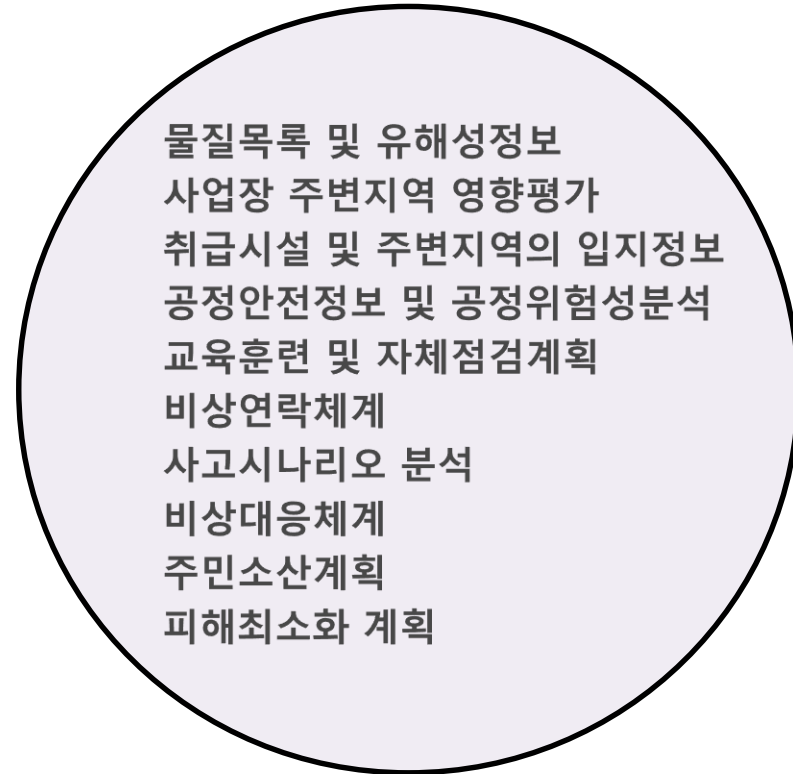 물질목록 및 유해성정보
사업장 주변지역 영향평가
취급시설 및 주변지역의 입지정보
공정안전정보 및 공정위험성분석
교육훈련 및 자체점검계획
비상연락체계
사고시나리오 분석
비상대응체계
주민소산계획
피해최소화 계획